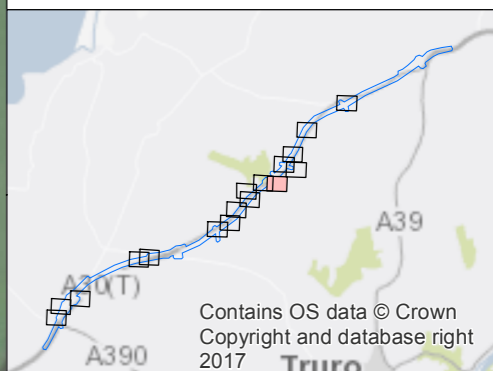 A39
A30(T)
Contains OS data © Crown
Copyright and database right
2017
A390
Truro